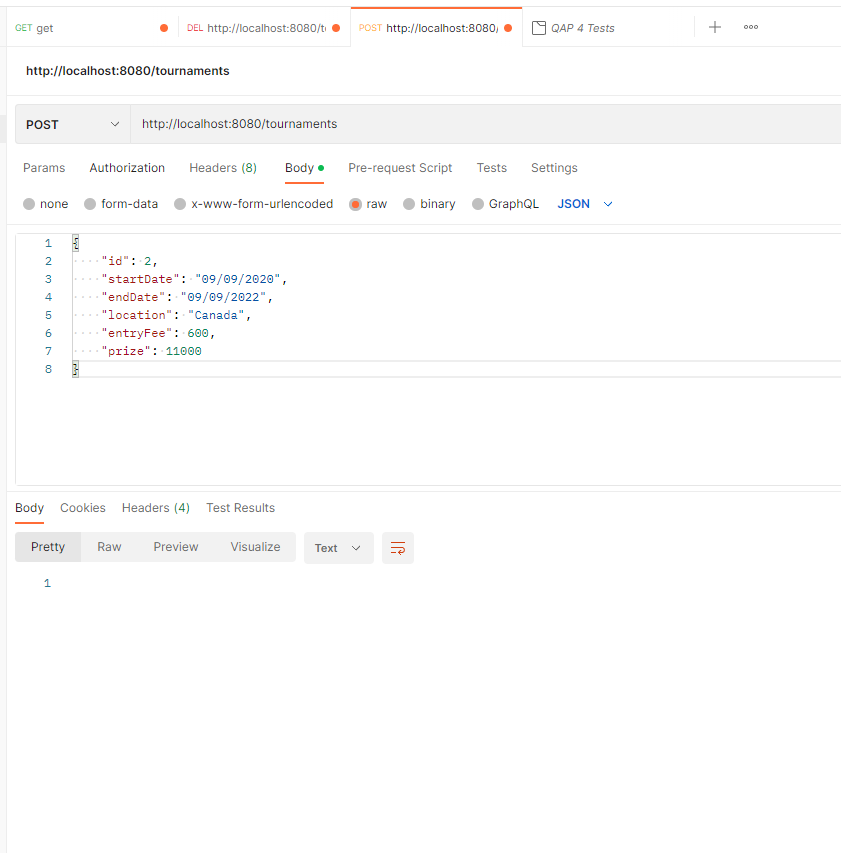 GET get DEL http://localhost:8080/t POST http://localhost:8080/ QAP 4 Tests
http://localhost:8080/tournaments
POST http://localhost:8080/tournaments
Params Authorization Headers (8) Body Pre-request Script Tests Settings
none form-data x-www-form-urlencoded raw binary GraphQL JSON
1 {
2 "id": 2,
3 "startDate": "09/09/2020",
4 "endDate": "09/09/2022",
5 "location": "Canada",
6 "entryFee": 600,
7 "prize": 11000
8 }
Body Cookies Headers (4) Test Results
Pretty Raw Preview Visualize Text
1